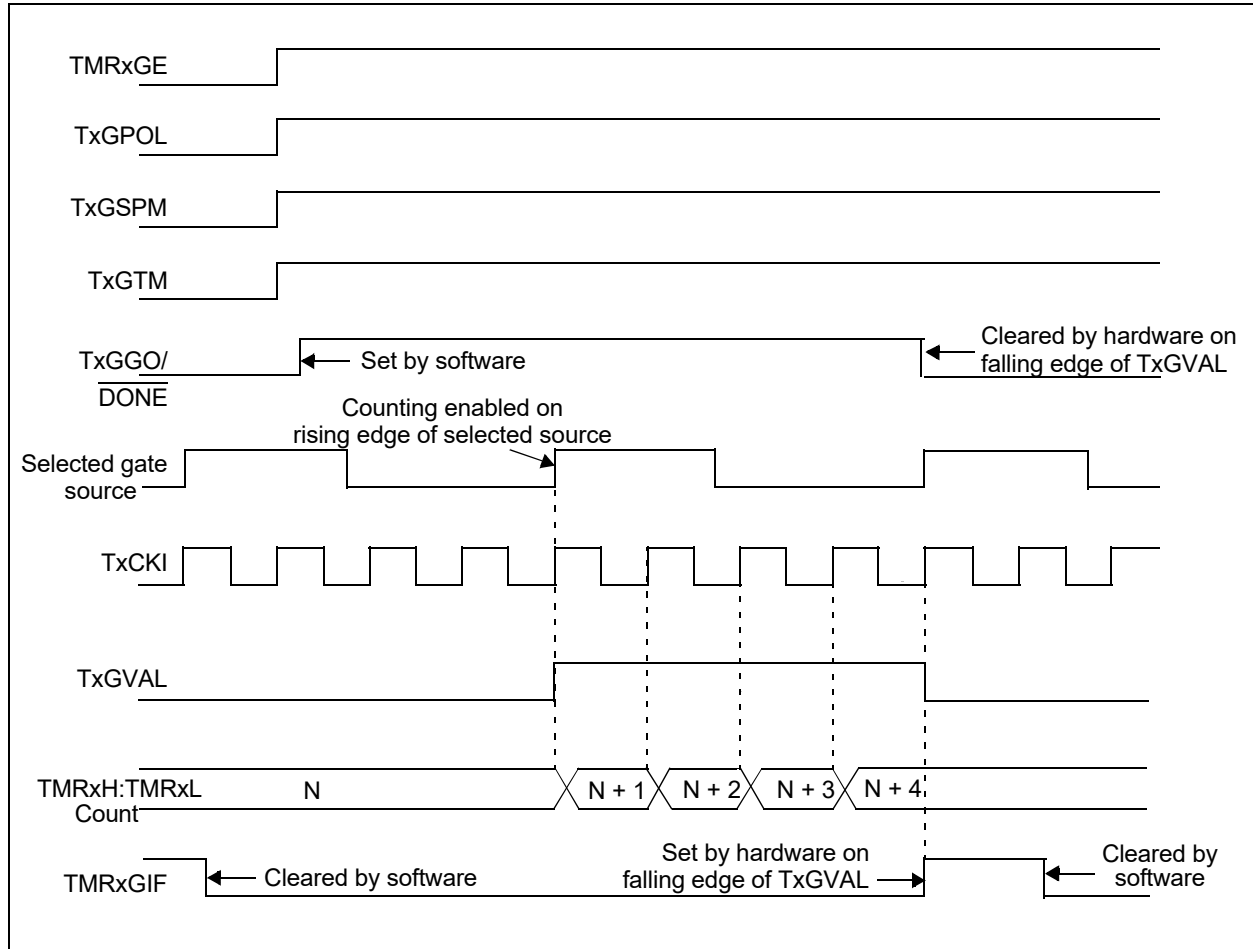 TMRxGE
TxGPOL
TxGSPM
TxGTM
TxGGO/
DONE
Set by software
Cleared by hardware on
falling edge of TxGVAL
Counting enabled on
rising edge of selected source
Selected gate
source
TxCKI
TxGVAL
TMRxH:TMRxL
Count
N
N + 1
N + 2
N + 3
N + 4
TMRxGIF
Cleared by software
Set by hardware on
falling edge of TxGVAL
Cleared by
software